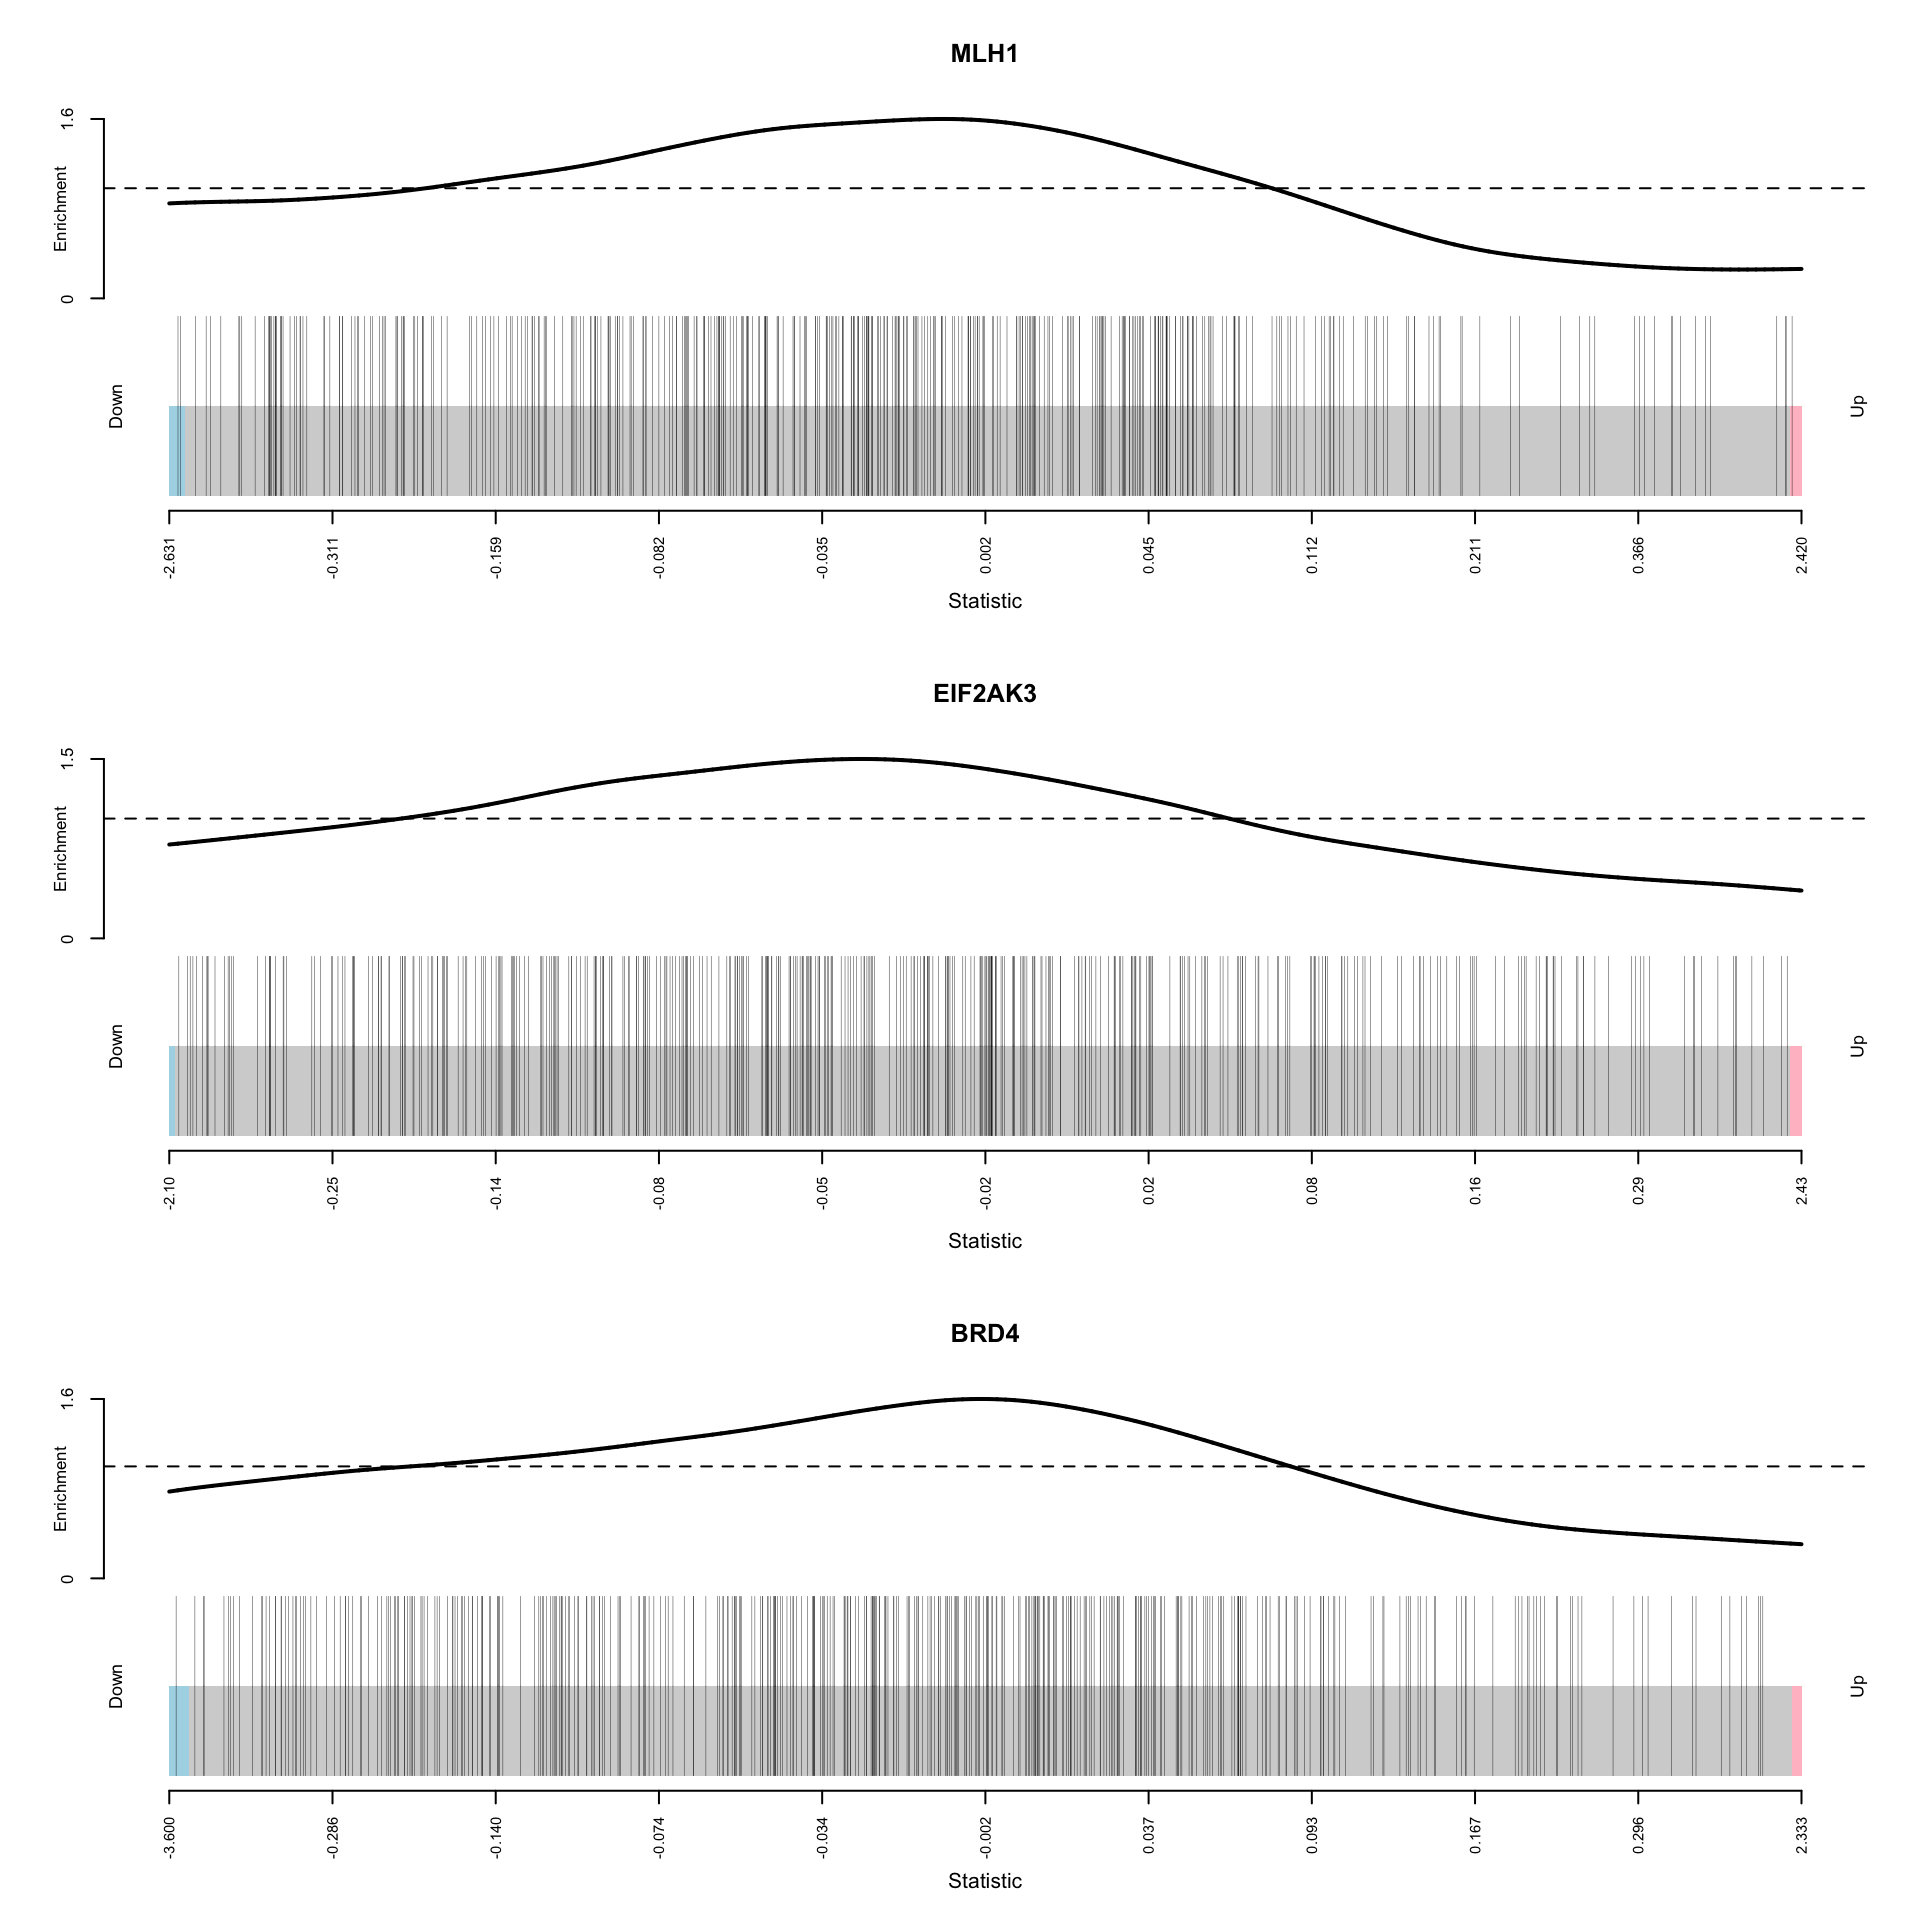 MLH1
Enrichment
0 1.6
Down
Up
-2.631 -0.311 -0.159 -0.082 -0.035 0.002 0.045 0.112 0.211 0.366 2.420
Statistic
EIF2AK3
Enrichment
0 1.5
Down
Up
-2.10 -0.25 -0.14 -0.08 -0.05 -0.02 0.02 0.08 0.16 0.29 2.43
Statistic
BRD4
Enrichment
0 1.6
Down
Up
-3.600 -0.286 -0.140 -0.074 -0.034 -0.002 0.037 0.093 0.167 0.296 2.333
Statistic